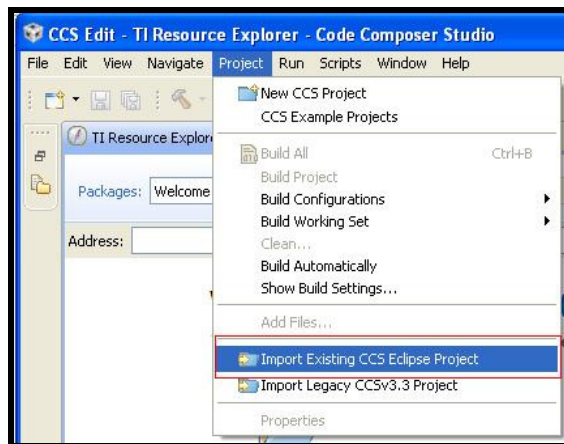 CCS Edit - TI Resource Explorer - Code Composer Studio
File Edit View Navigate Project Run Scripts Window Help
New CCS Project
CCS Example Projects
TI Resource Explor
Build All Ctrl+B
Build Project
Packages: Welcome
Build Configurations
Build Working Set
Address:
Clean...
Build Automatically
Show Build Settings...
Add Files...
Import Existing CCS Eclipse Project
Import Legacy CCSv3.3 Project
Properties